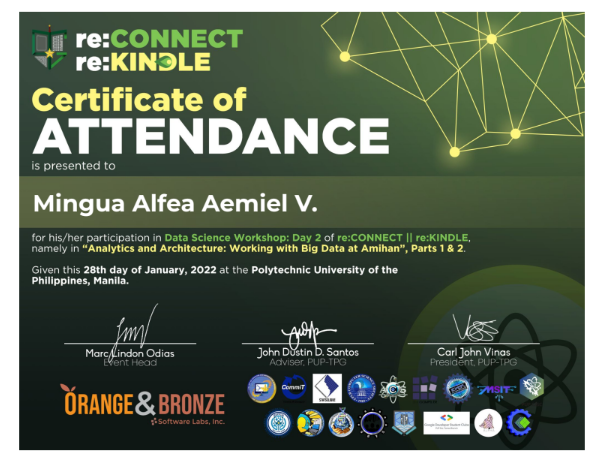 re:CONNECT
re:KINDLE
Certificate of
ATTENDANCE
is presented to
Mingua Alfea Aemiel V.
for his/her participation in Data Science Workshop: Day 2 of re:CONNECT || re:KINDLE,
namely in “Analytics and Architecture: Working with Big Data at Amihan”, Parts 1 & 2.
Given this 28th day of January, 2022 at the Polytechnic University of the
Philippines, Manila.
Marc Lindon Odias
Event Head
John Dustin D. Santos
Adviser, PUP-TPG
Carl John Vinas
President, PUP-TPG
ORANGE & BRONZE
Software Labs, Inc.
CommiT